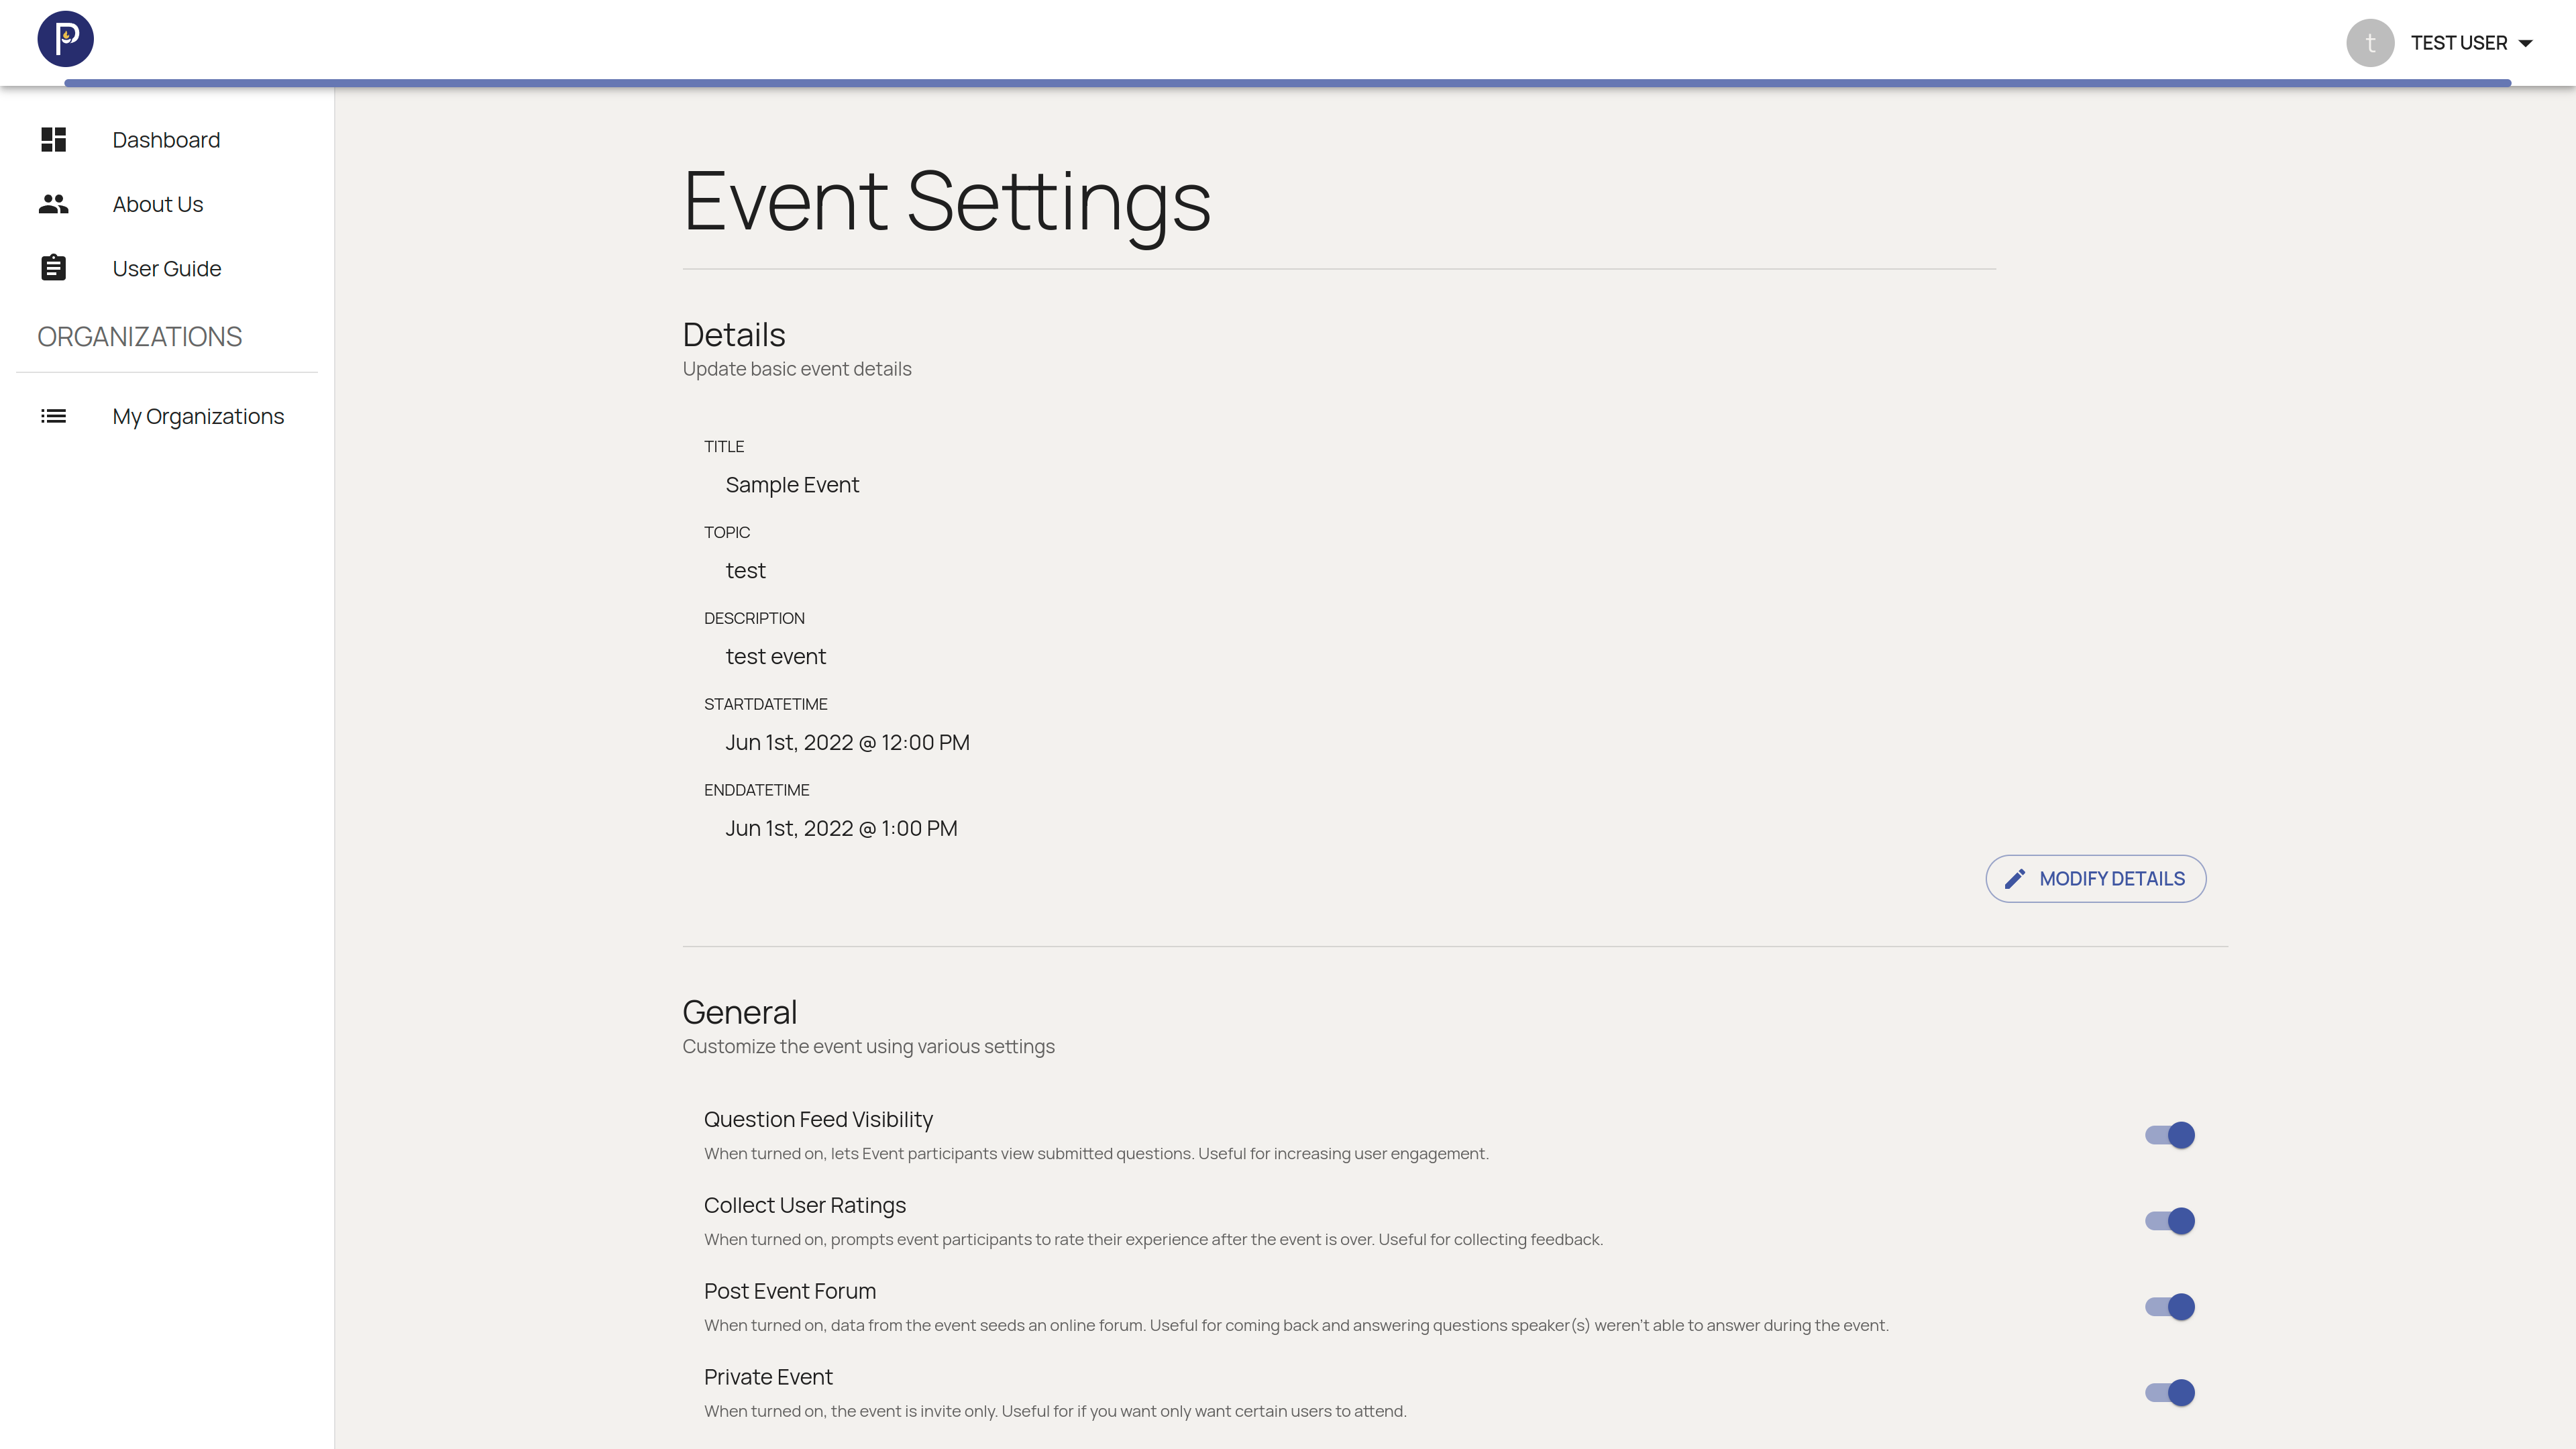 P
t
TEST USER
Dashboard
About Us
User Guide
ORGANIZATIONS
My Organizations
Event Settings
Details
Update basic event details
TITLE
Sample Event
TOPIC
test
DESCRIPTION
test event
STARTDATETIME
Jun 1st, 2022 @ 12:00 PM
ENDDATETIME
Jun 1st, 2022 @ 1:00 PM
MODIFY DETAILS
General
Customize the event using various settings
Question Feed Visibility
When turned on, lets Event participants view submitted questions. Useful for increasing user engagement.
Collect User Ratings
When turned on, prompts event participants to rate their experience after the event is over. Useful for collecting feedback.
Post Event Forum
When turned on, data from the event seeds an online forum. Useful for coming back and answering questions speaker(s) weren't able to answer during the event.
Private Event
When turned on, the event is invite only. Useful for if you want only want certain users to attend.